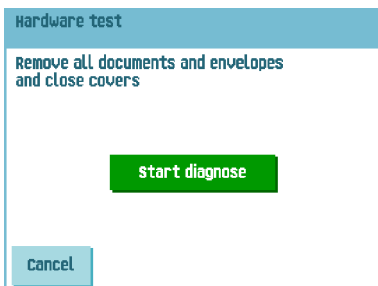 Hardware test
Remove all documents and envelopes
and close covers
Start diagnose
Cancel